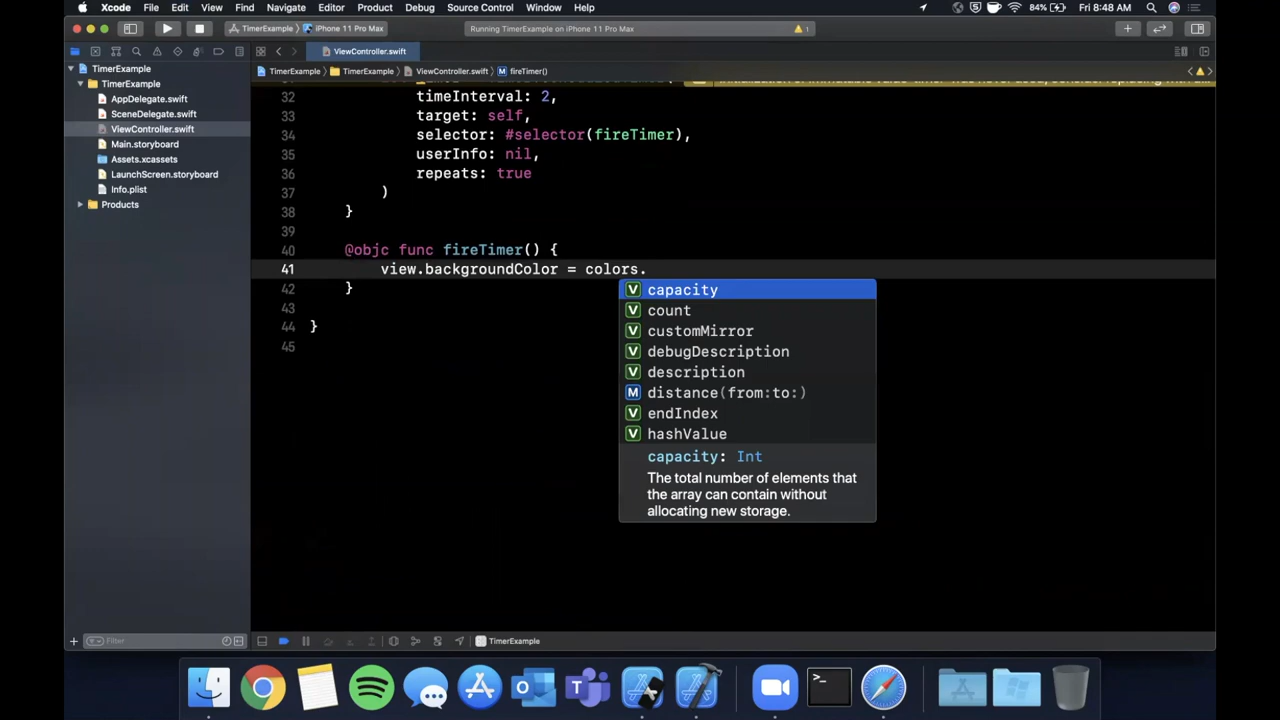 Xcode File Edit View Find Navigate Editor Product Debug Source Control Window Help 84% Fri 8:48 AM
TimerExample iPhone 11 Pro Max Running TimerExample on iPhone 11 Pro Max 1
ViewController.swift
TimerExample TimerExample ViewController.swift M fireTimer()
TimerExample
TimerExample
AppDelegate.swift
SceneDelegate.swift
ViewController.swift
Main.storyboard
Assets.xcassets
LaunchScreen.storyboard
Info.plist
Products
32 timeInterval: 2,
33 target: self,
34 selector: #selector(fireTimer),
35 userInfo: nil,
36 repeats: true
37 )
38 }
39
40 @objc func fireTimer() {
41 view.backgroundColor = colors.
42 }
43
44 }
45
V capacity
V count
V customMirror
V debugDescription
V description
M distance(from:to:)
V endIndex
V hashValue
capacity: Int
The total number of elements that
the array can contain without
allocating new storage.
Filter
TimerExample